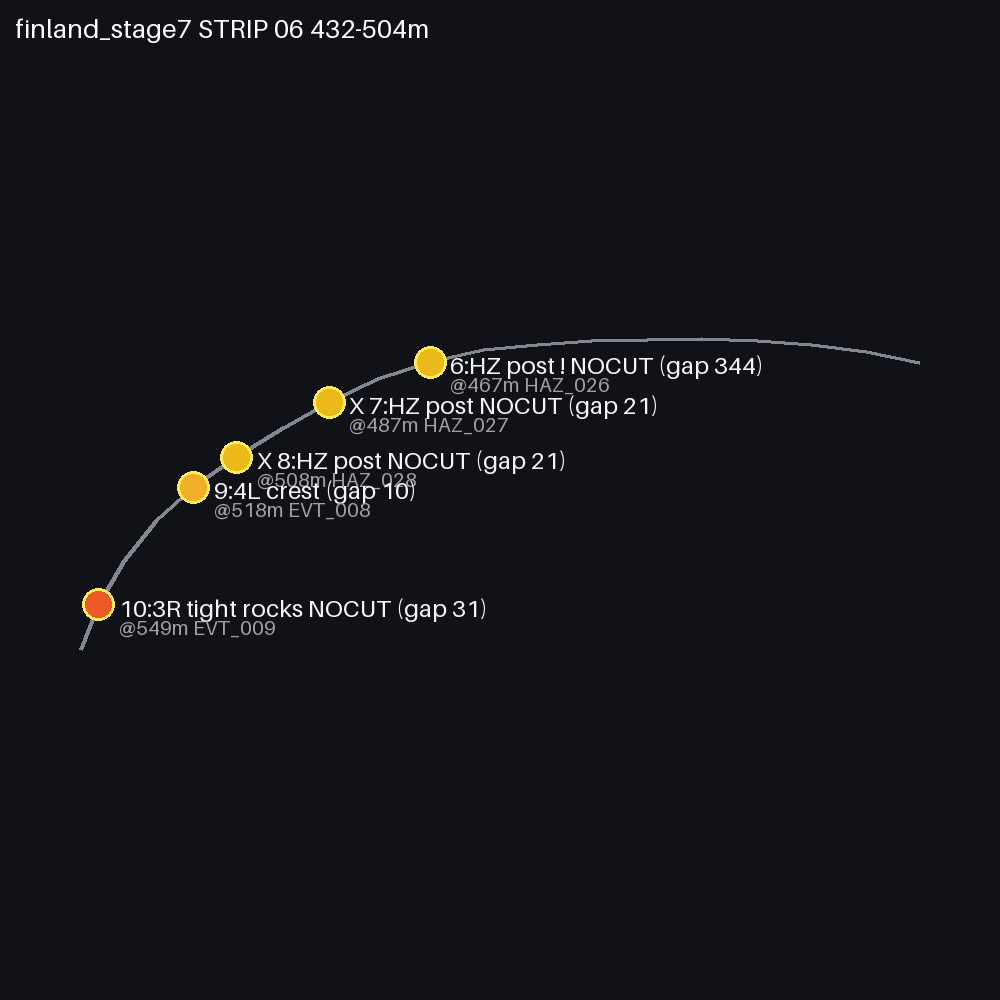 finland_stage7 STRIP 06 432-504m
6:HZ post ! NOCUT (gap 344)
@467m HAZ_026
X 7:HZ post NOCUT (gap 21)
@487m HAZ_027
X 8:HZ post NOCUT (gap 21)
@508m HAZ_028
9:4L crest (gap 10)
@518m EVT_008
10:3R tight rocks NOCUT (gap 31)
@549m EVT_009